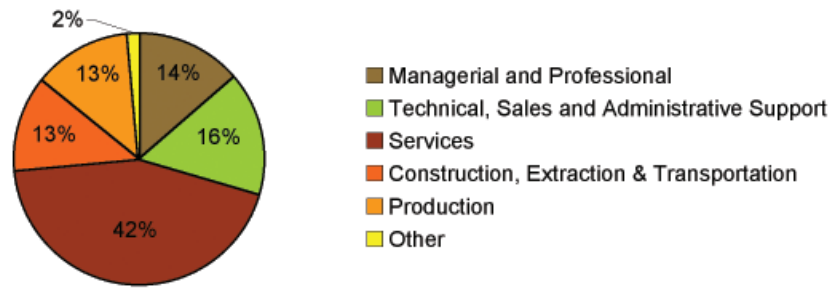 2%
13%
14%
13%
16%
42%
Managerial and Professional
Technical, Sales and Administrative Support
Services
Construction, Extraction & Transportation
Production
Other